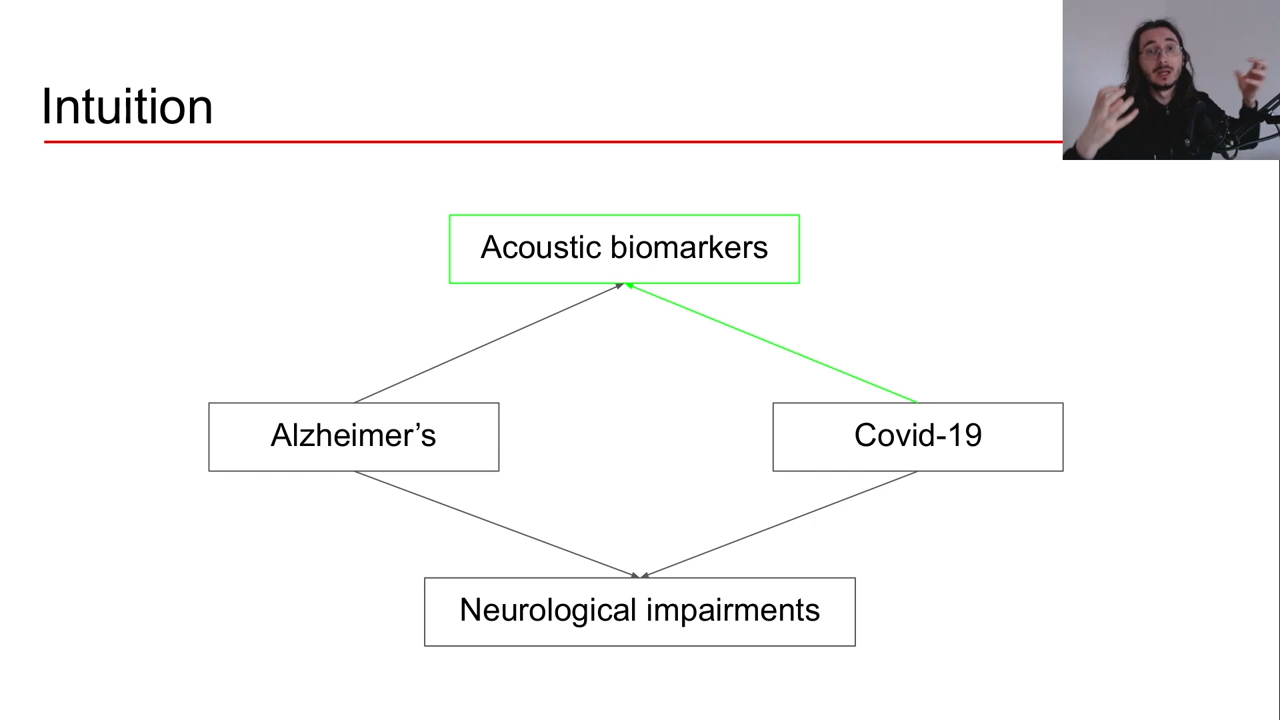 Intuition
Acoustic biomarkers
Alzheimer’s
Covid-19
Neurological impairments